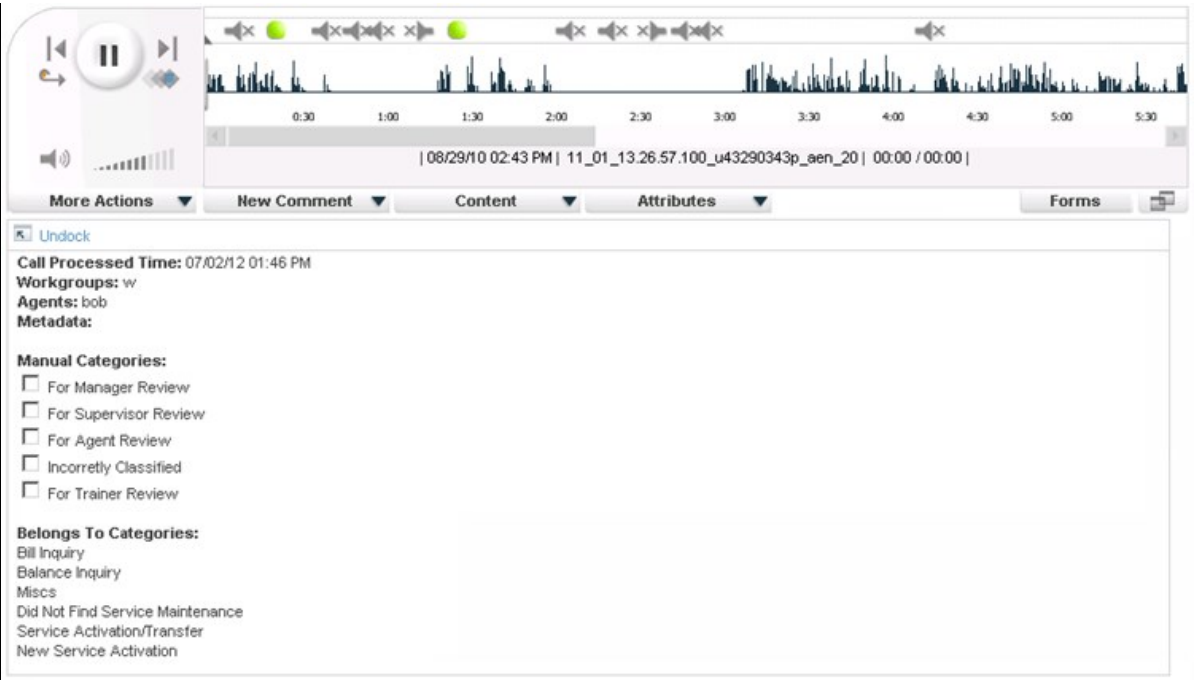 0:30 1:00 1:30 2:00 2:30 3:00 3:30 4:00 4:30 5:00 5:30
| 08/29/10 02:43 PM | 11_01_13.26.57.100_u43290343p_aen_20 | 00:00 / 00:00 |
More Actions New Comment Content Attributes Forms
Undock
Call Processed Time: 07/02/12 01:46 PM
Workgroups: w
Agents: bob
Metadata:
Manual Categories:
For Manager Review
For Supervisor Review
For Agent Review
Incorretly Classified
For Trainer Review
Belongs To Categories:
Bill Inquiry
Balance Inquiry
Miscs
Did Not Find Service Maintenance
Service Activation/Transfer
New Service Activation